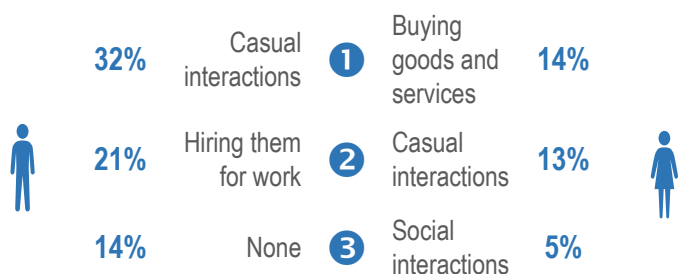 32%
Casual
interactions
1
Buying
goods and
services
14%
21%
Hiring them
for work
2
Casual
interactions
13%
14%
None
3
Social
interactions
5%